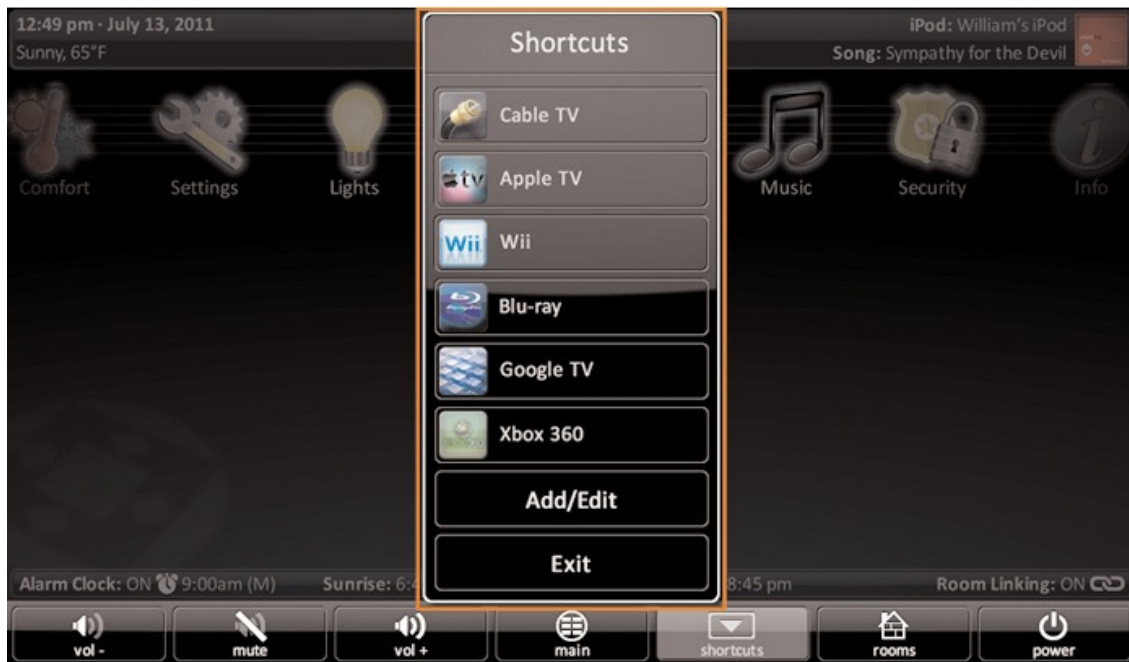 12:49 pm · July 13, 2011
Sunny, 65°F
iPod: William's iPod
Song: Sympathy for the Devil
Shortcuts
Cable TV
tv Apple TV
Wii Wii
Blu-ray
Google TV
Xbox 360
Add/Edit
Exit
Comfort Settings Lights Music Security Info
Alarm Clock: ON 9:00am (M) Sunrise: 6:4 8:45 pm Room Linking: ON
vol - mute vol + main shortcuts rooms power